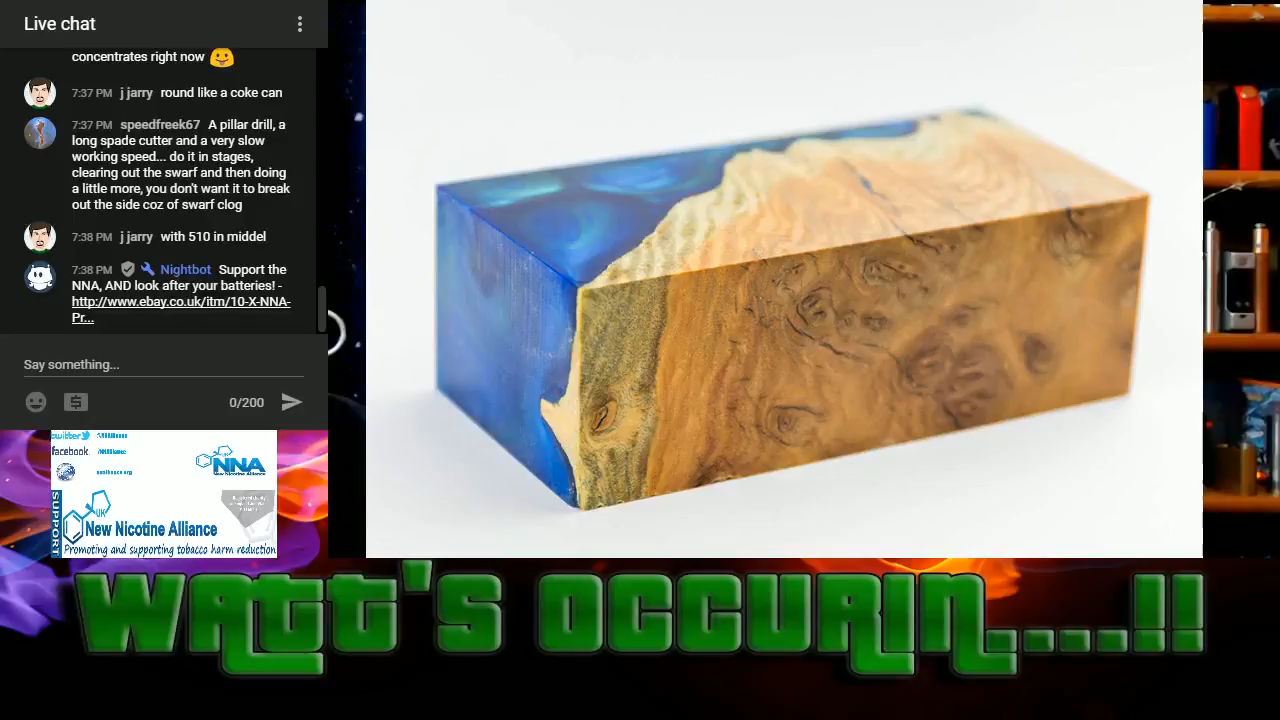 Live chat
concentrates right now
7:37 PM j jarry round like a coke can
7:37 PM speedfreek67 A pillar drill, a
long spade cutter and a very slow
working speed... do it in stages,
clearing out the swarf and then doing
a little more, you don't want it to break
out the side coz of swarf clog
7:38 PM j jarry with 510 in middel
7:38 PM Nightbot Support the
NNA, AND look after your batteries! -
http://www.ebay.co.uk/itm/10-X-NNA-
Pr...
Say something...
0/200
twitter
facebook
NNA
New Nicotine Alliance
SUPPORT
UK
New Nicotine Alliance
Promoting and supporting tobacco harm reduction
WATT'S OCCURIN....!!